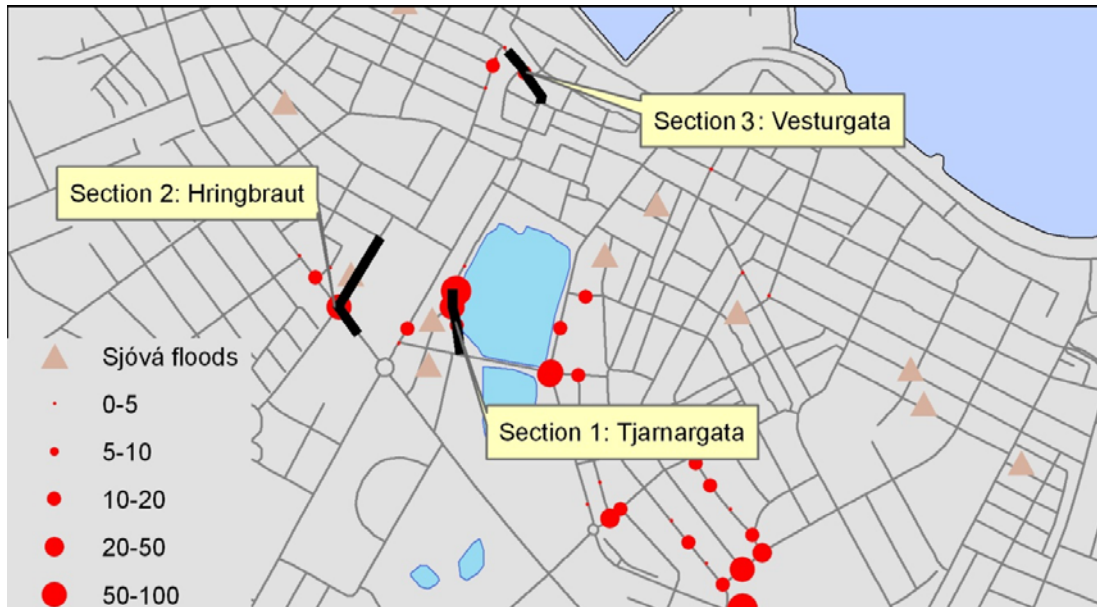 Section 3: Vesturgata
Section 2: Hringbraut
Section 1: Tjarnargata
Sjóvá floods
0-5
5-10
10-20
20-50
50-100